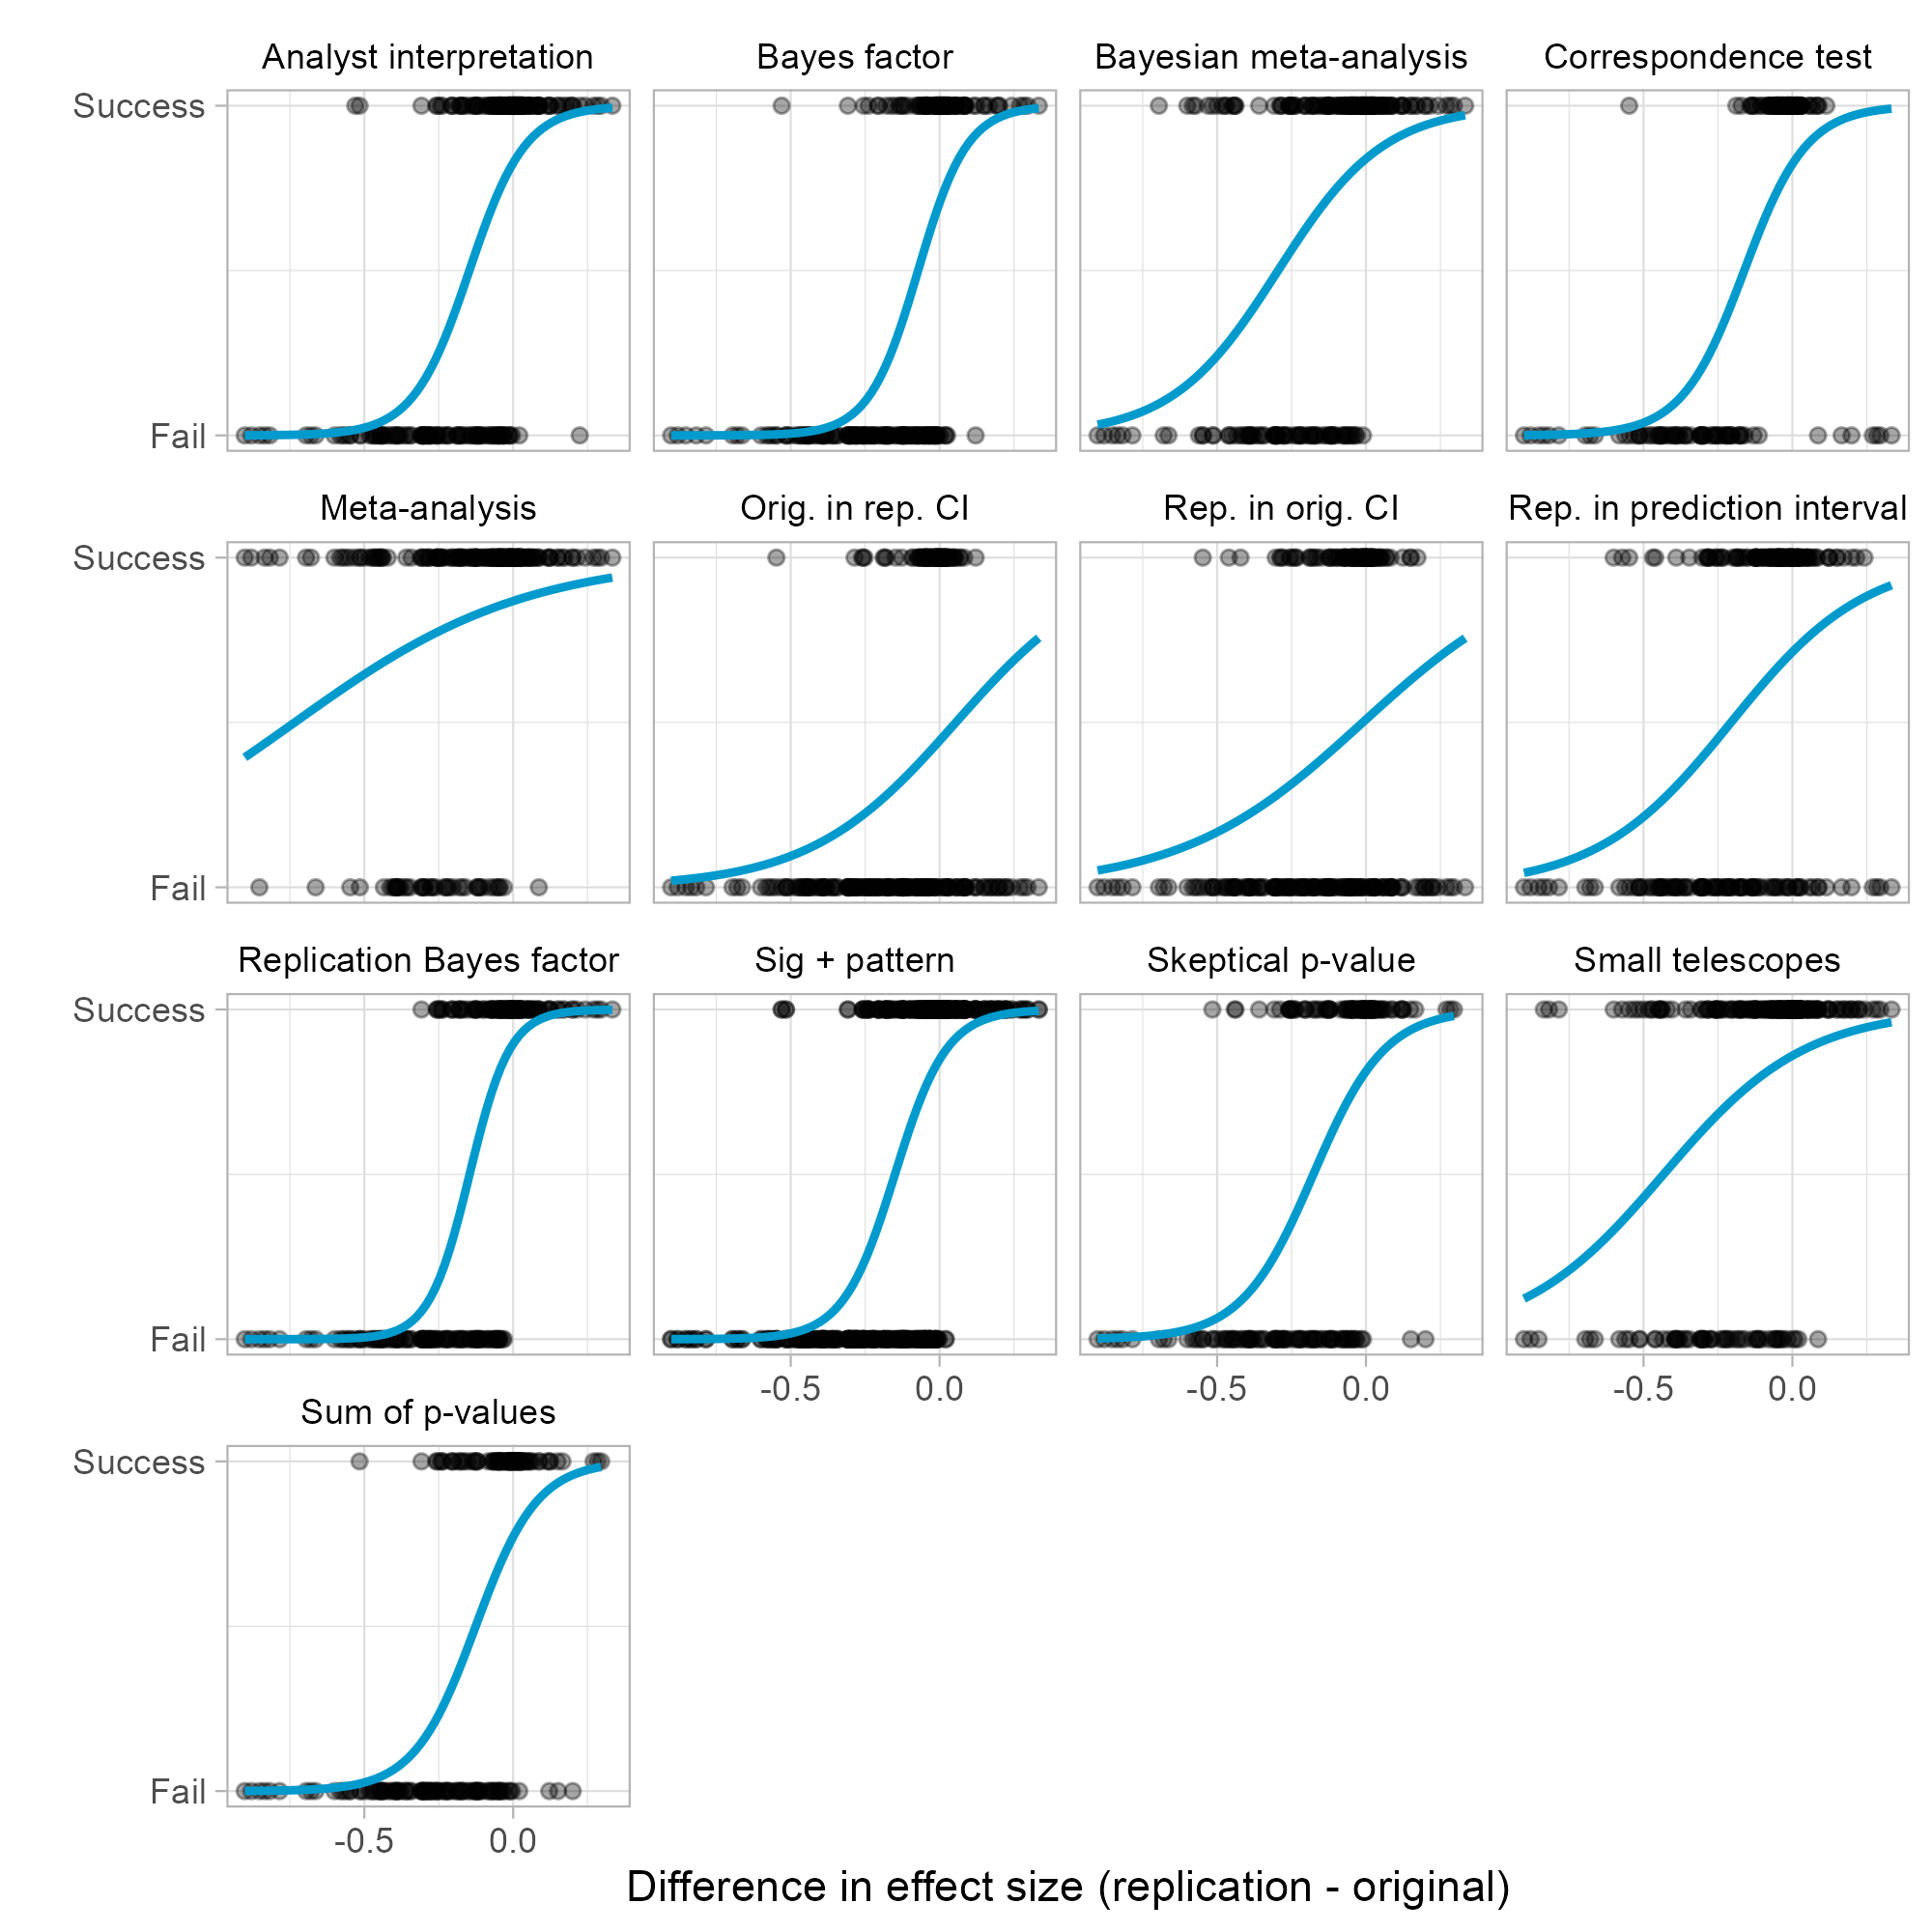 Analyst interpretation
Bayes factor
Bayesian meta-analysis
Correspondence test
Success
Fail
Meta-analysis
Orig. in rep. CI
Rep. in orig. CI
Rep. in prediction interval
Success
Fail
Replication Bayes factor
Sig + pattern
Skeptical p-value
Small telescopes
Success
Fail
-0.5 0.0
-0.5 0.0
-0.5 0.0
Sum of p-values
Success
Fail
-0.5 0.0
Difference in effect size (replication - original)